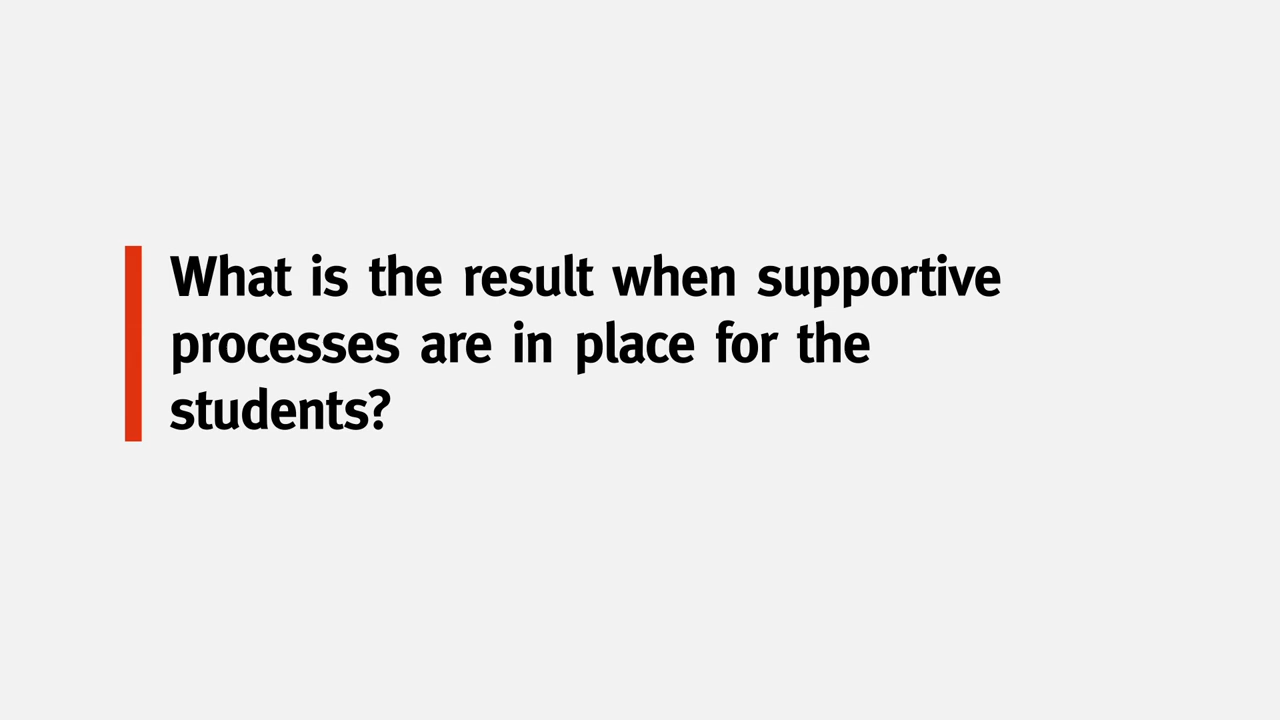 What is the result when supportive
processes are in place for the
students?